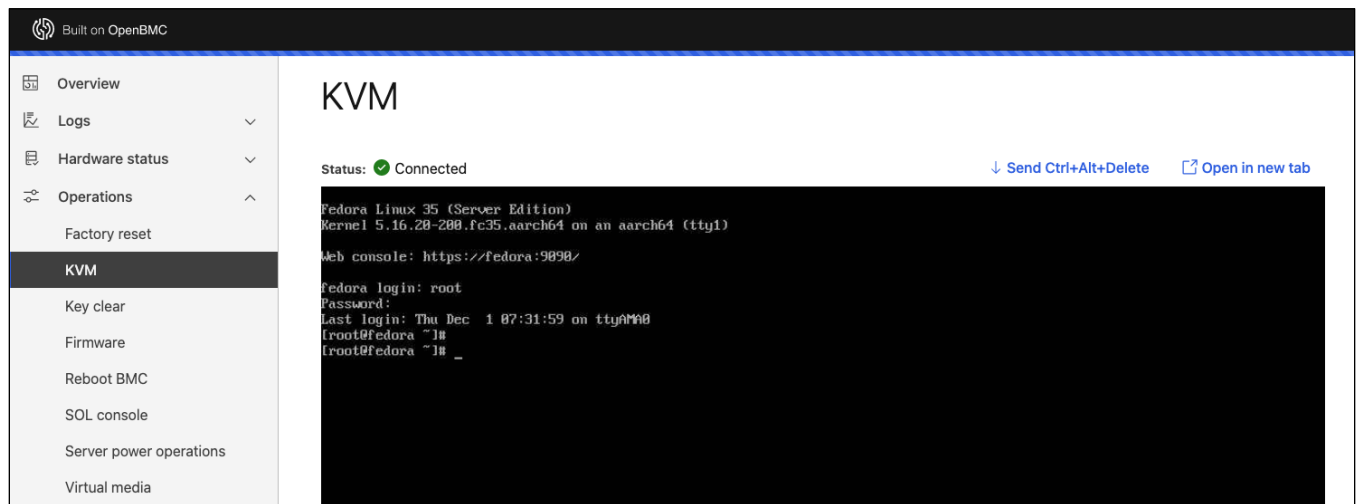 Built on OpenBMC
Overview
Logs
Hardware status
Operations
Factory reset
KVM
Key clear
Firmware
Reboot BMC
SOL console
Server power operations
Virtual media
KVM
Status: Connected
Send Ctrl+Alt+Delete
Open in new tab
Fedora Linux 35 (Server Edition)
Kernel 5.16.20-200.fc35.aarch64 on an aarch64 (tty1)
Web console: https://fedora:9090/
fedora login: root
Password:
Last login: Thu Dec  1 07:31:59 on ttyAMA0
[root@fedora ~]#
[root@fedora ~]# _